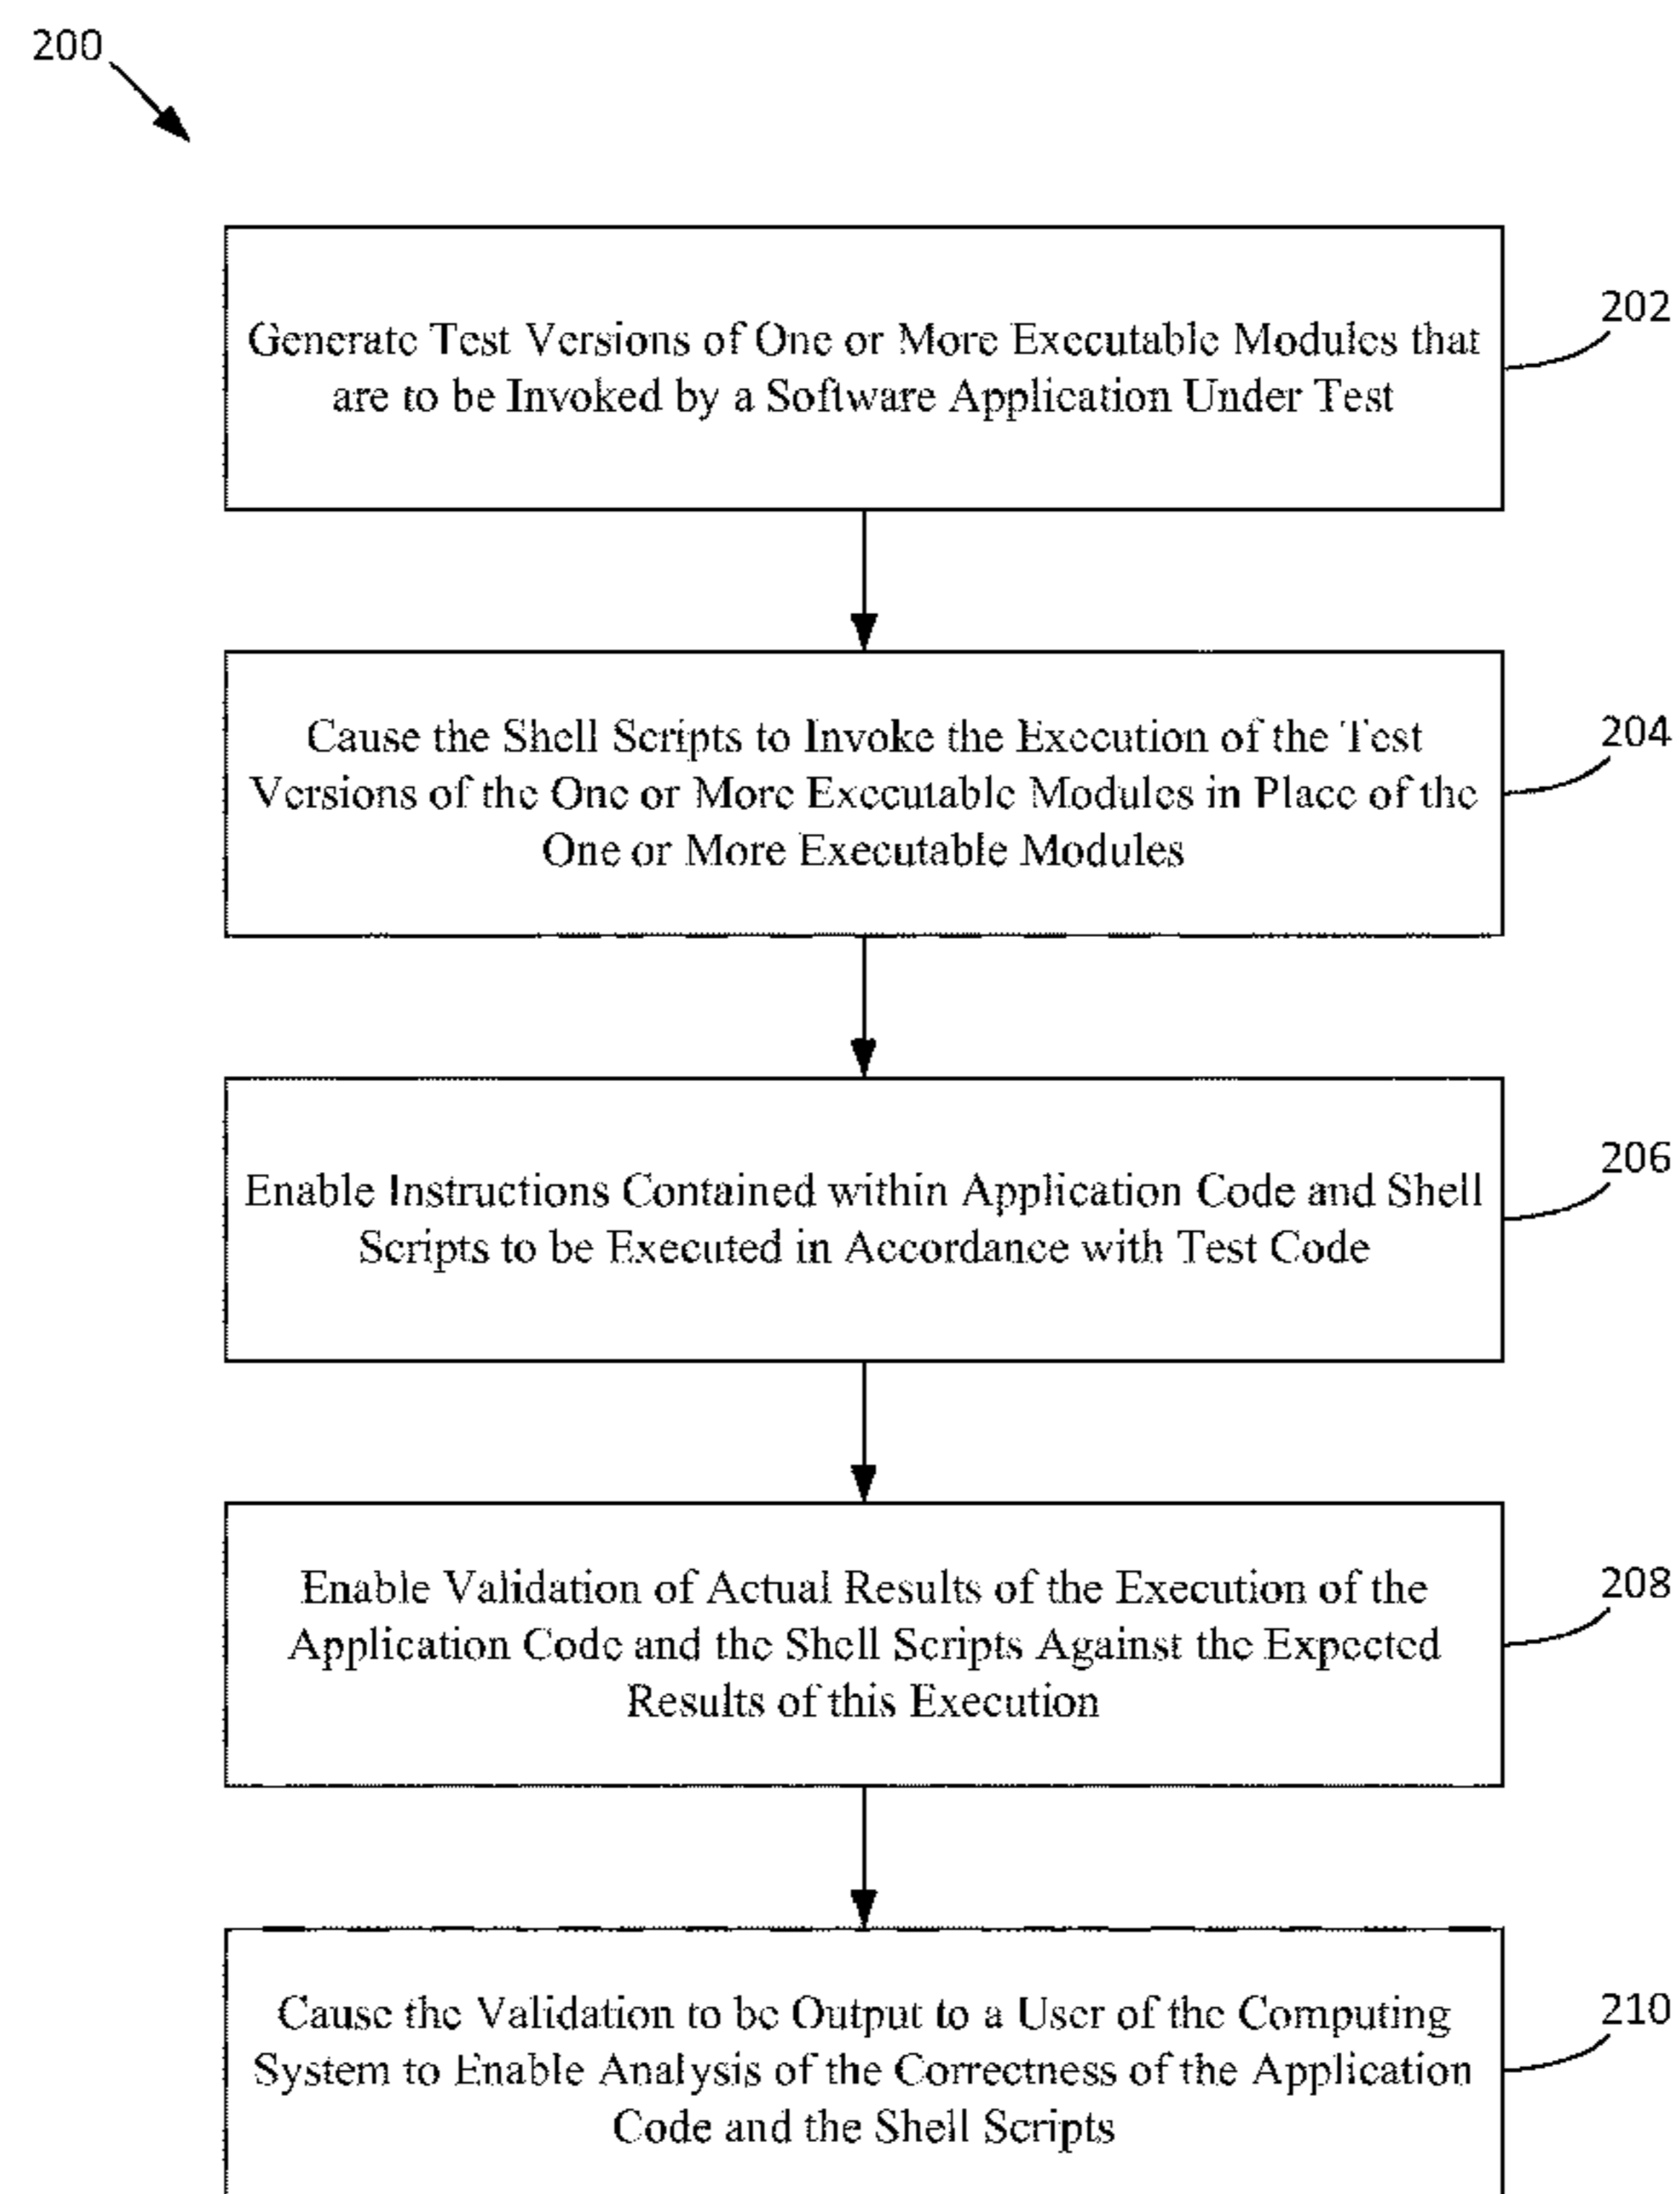 200
Generate Test Versions of One or More Executable Modules that
are to be Invoked by a Software Application Under Test
202
Cause the Shell Scripts to Invoke the Execution of the Test
Versions of the One or More Executable Modules in Place of the
One or More Executable Modules
204
Enable Instructions Contained within Application Code and Shell
Scripts to be Executed in Accordance with Test Code
206
Enable Validation of Actual Results of the Execution of the
Application Code and the Shell Scripts Against the Expected
Results of this Execution
208
Cause the Validation to be Output to a User of the Computing
System to Enable Analysis of the Correctness of the Application
Code and the Shell Scripts
210